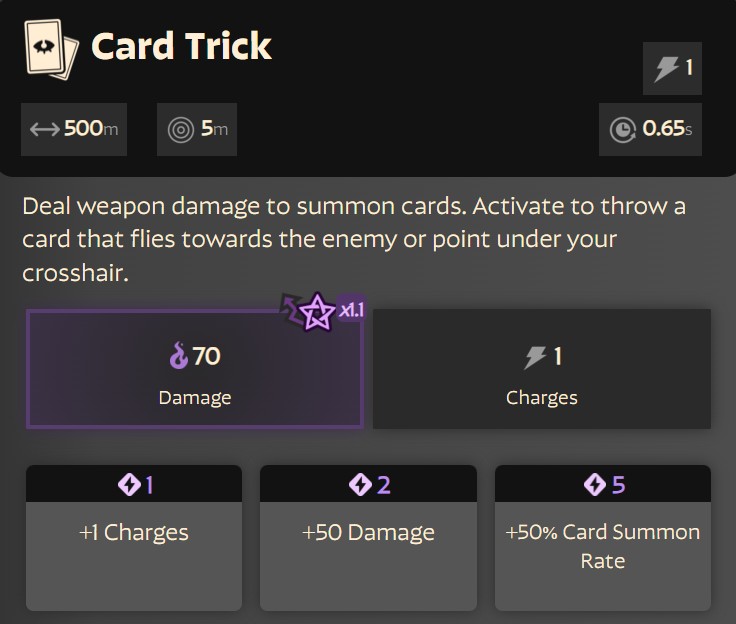 Card Trick
1
500m
5m
0.65s
Deal weapon damage to summon cards. Activate to throw a
card that flies towards the enemy or point under your
crosshair.
x1.1
70
Damage
1
Charges
1
+1 Charges
2
+50 Damage
5
+50% Card Summon
Rate